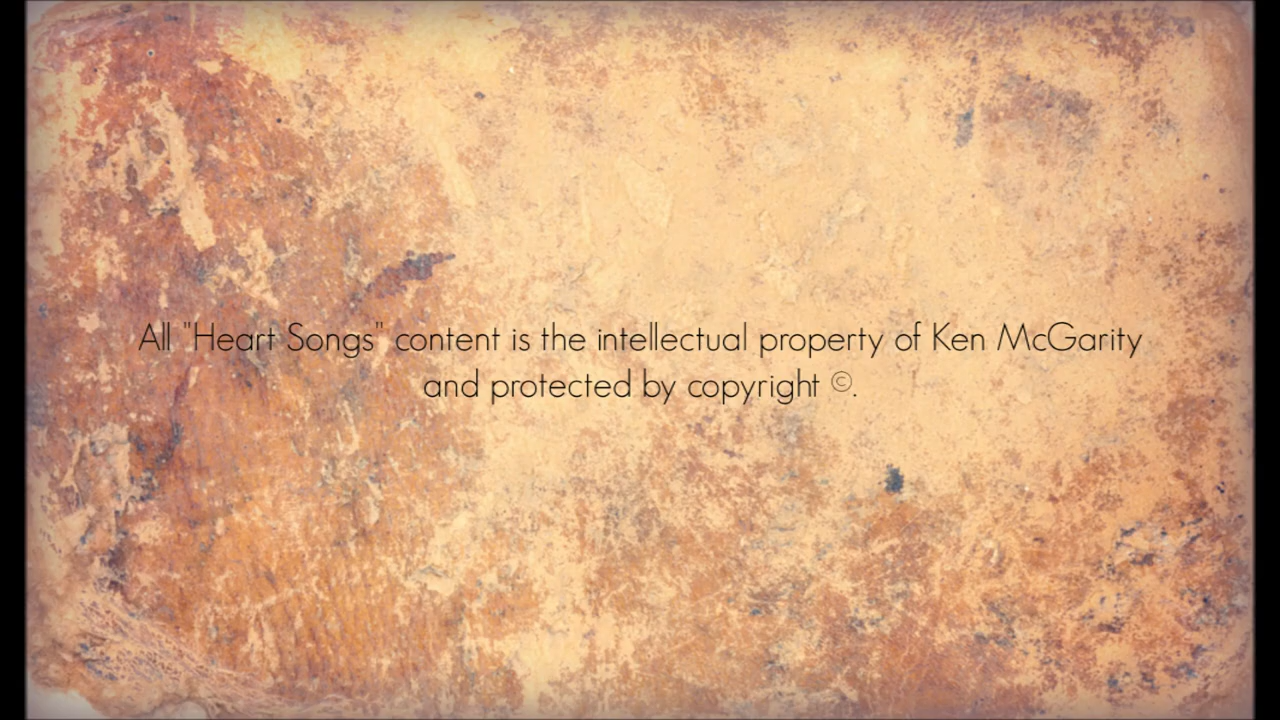 All "Heart Songs" content is the intellectual property of Ken McGarity
and protected by copyright ©.